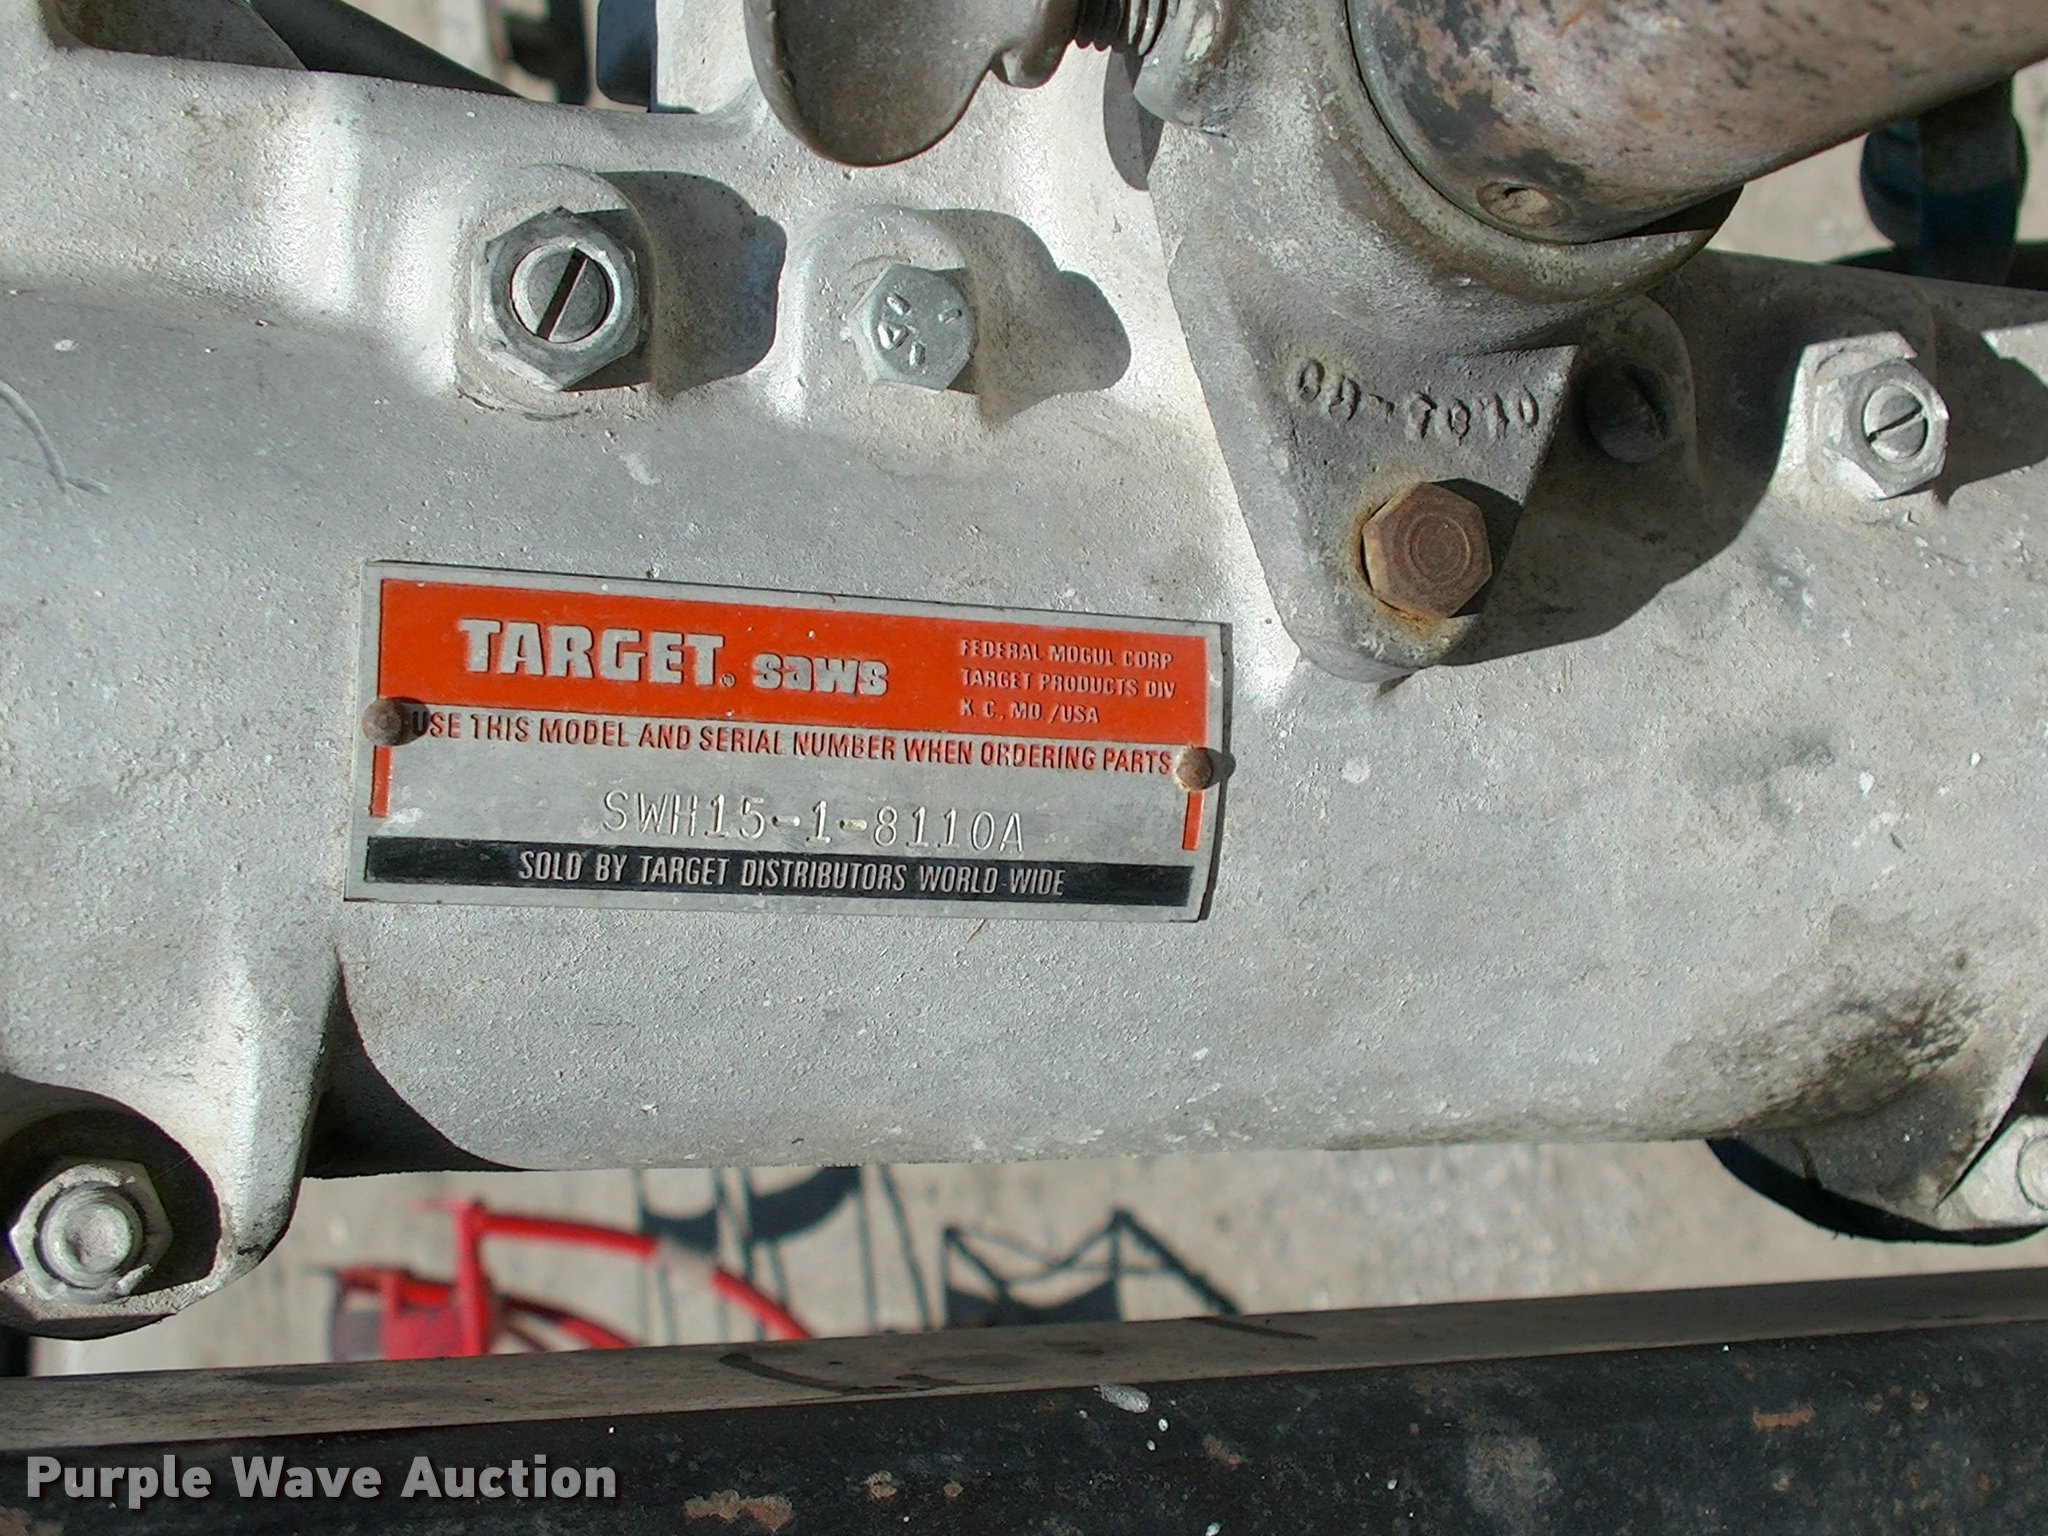 TARGET® saws
FEDERAL MOGUL CORP
TARGET PRODUCTS DIV
K.C., MO./USA
USE THIS MODEL AND SERIAL NUMBER WHEN ORDERING PARTS
SWH15-1-8110A
SOLD BY TARGET DISTRIBUTORS WORLD-WIDE
Purple Wave Auction